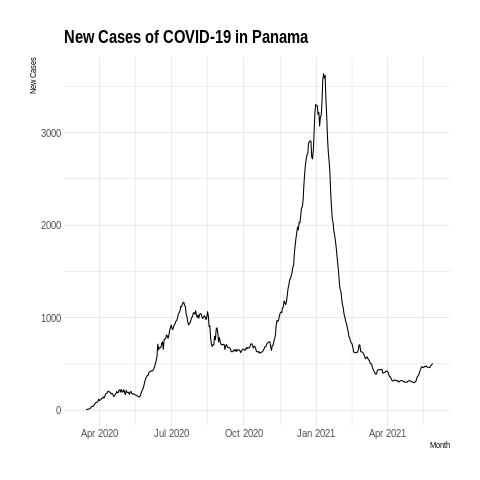 New Cases of COVID-19 in Panama
New Cases
3000
2000
1000
0
Apr 2020 Jul 2020 Oct 2020 Jan 2021 Apr 2021
Month